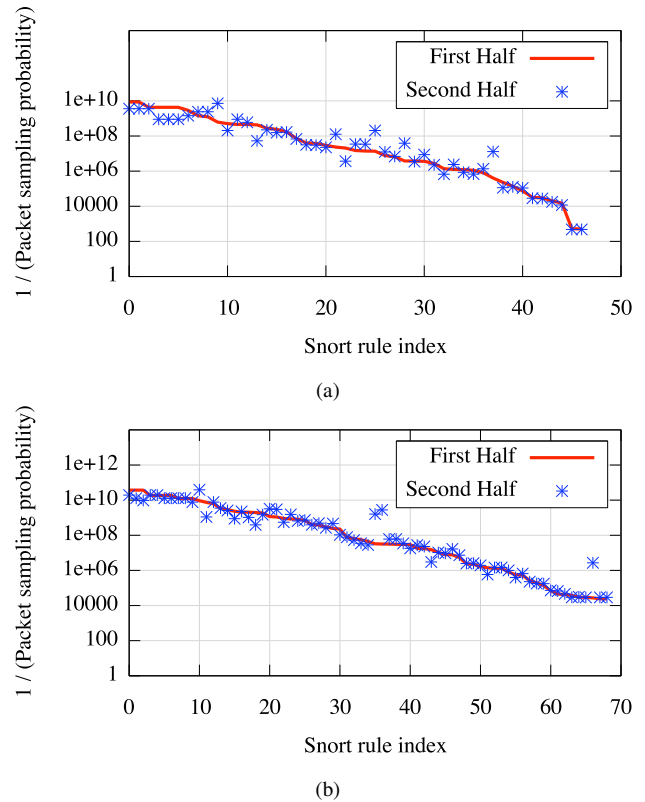 1 / (Packet sampling probability)
First Half
Second Half
1e+10
1e+08
1e+06
10000
100
1
0 10 20 30 40 50
Snort rule index
(a)
1 / (Packet sampling probability)
First Half
Second Half
1e+12
1e+10
1e+08
1e+06
10000
100
1
0 10 20 30 40 50 60 70
Snort rule index
(b)